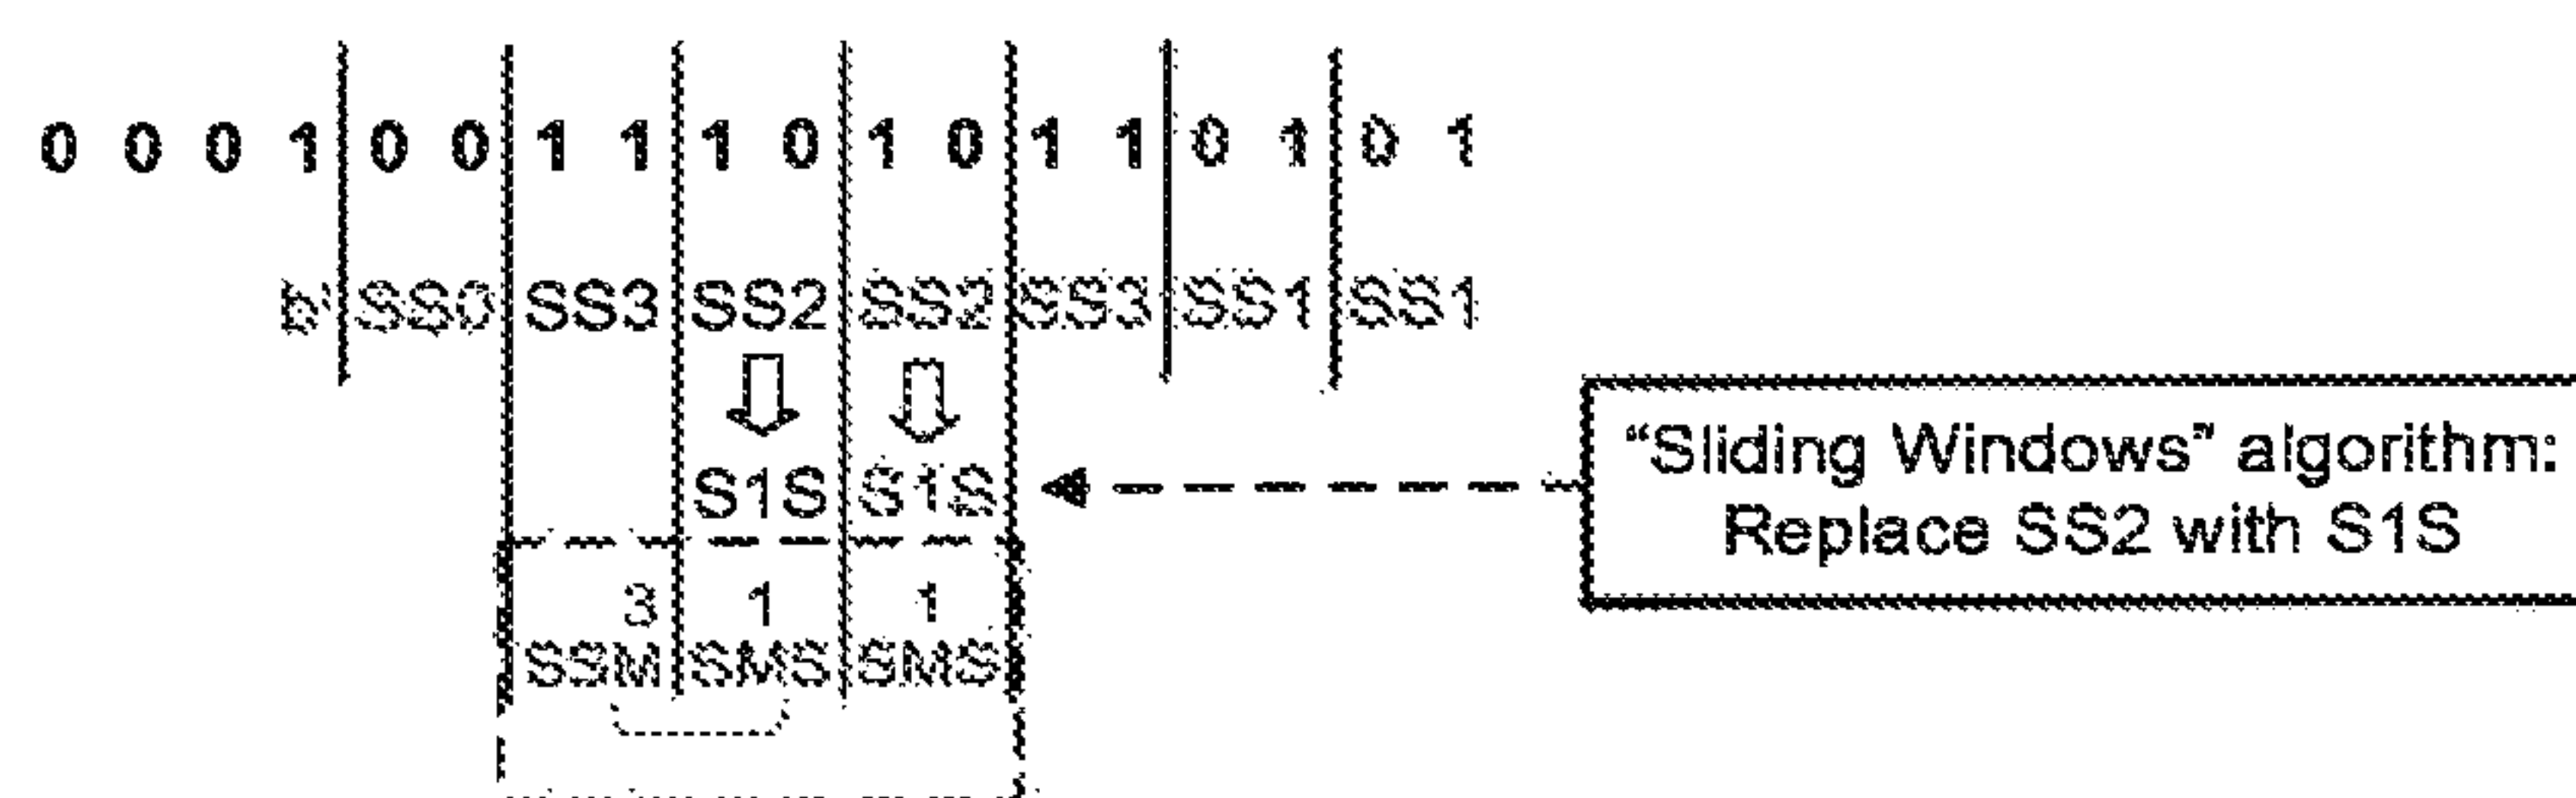 0 0 0 1 0 0 1 1 1 0 1 0 1 1 0 1 0 1
SS0 SS3 SS2 SS2 SS3 SS1 SS1
S1S S1S
3 1 1
SSM SMS SMS
“Sliding Windows” algorithm:
Replace SS2 with S1S